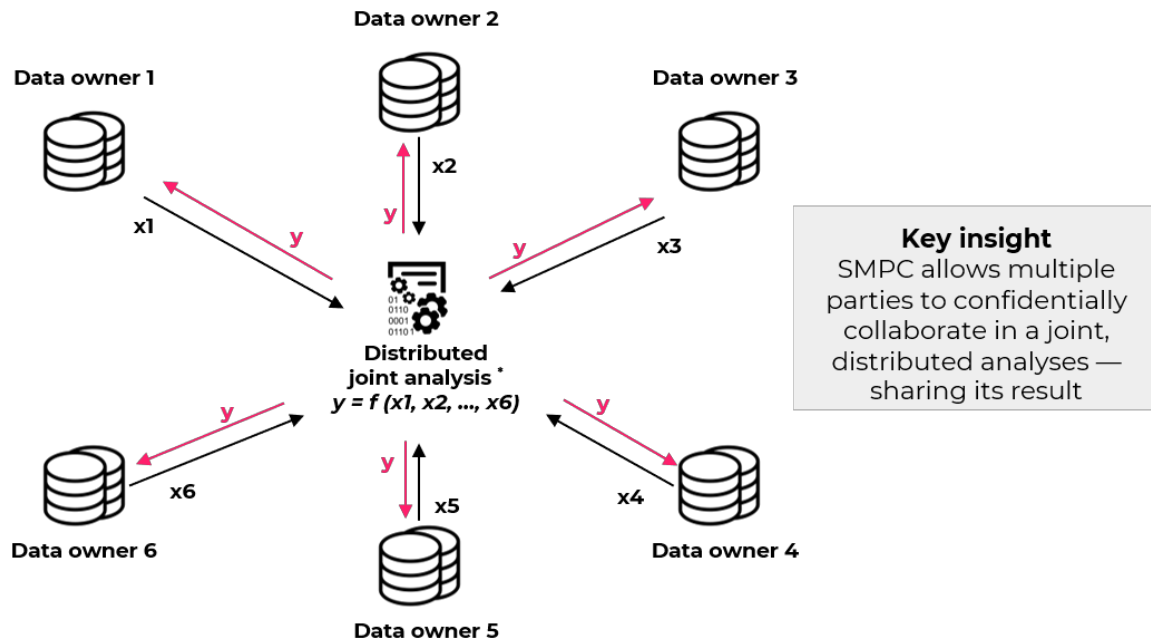 Data owner 2
Data owner 1
Data owner 3
x2
x1
y
y
y
x3
Key insight
SMPC allows multiple
parties to confidentially
collaborate in a joint,
distributed analyses —
sharing its result
01
0110
0001
01101
Distributed
joint analysis *
y = f (x1, x2, ..., x6)
y
y
y
x6
x5
x4
Data owner 6
Data owner 4
Data owner 5